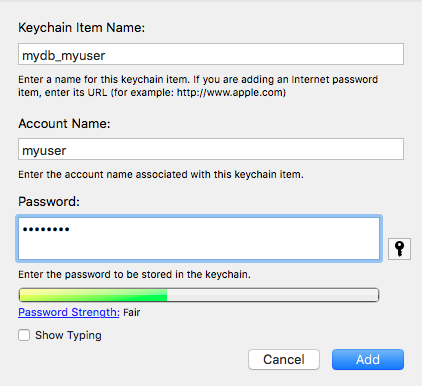 Keychain Item Name:
mydb_myuser
Enter a name for this keychain item. If you are adding an Internet password
item, enter its URL (for example: http://www.apple.com)
Account Name:
myuser
Enter the account name associated with this keychain item.
Password:
••••••••
Enter the password to be stored in the keychain.
Password Strength: Fair
Show Typing
Cancel Add